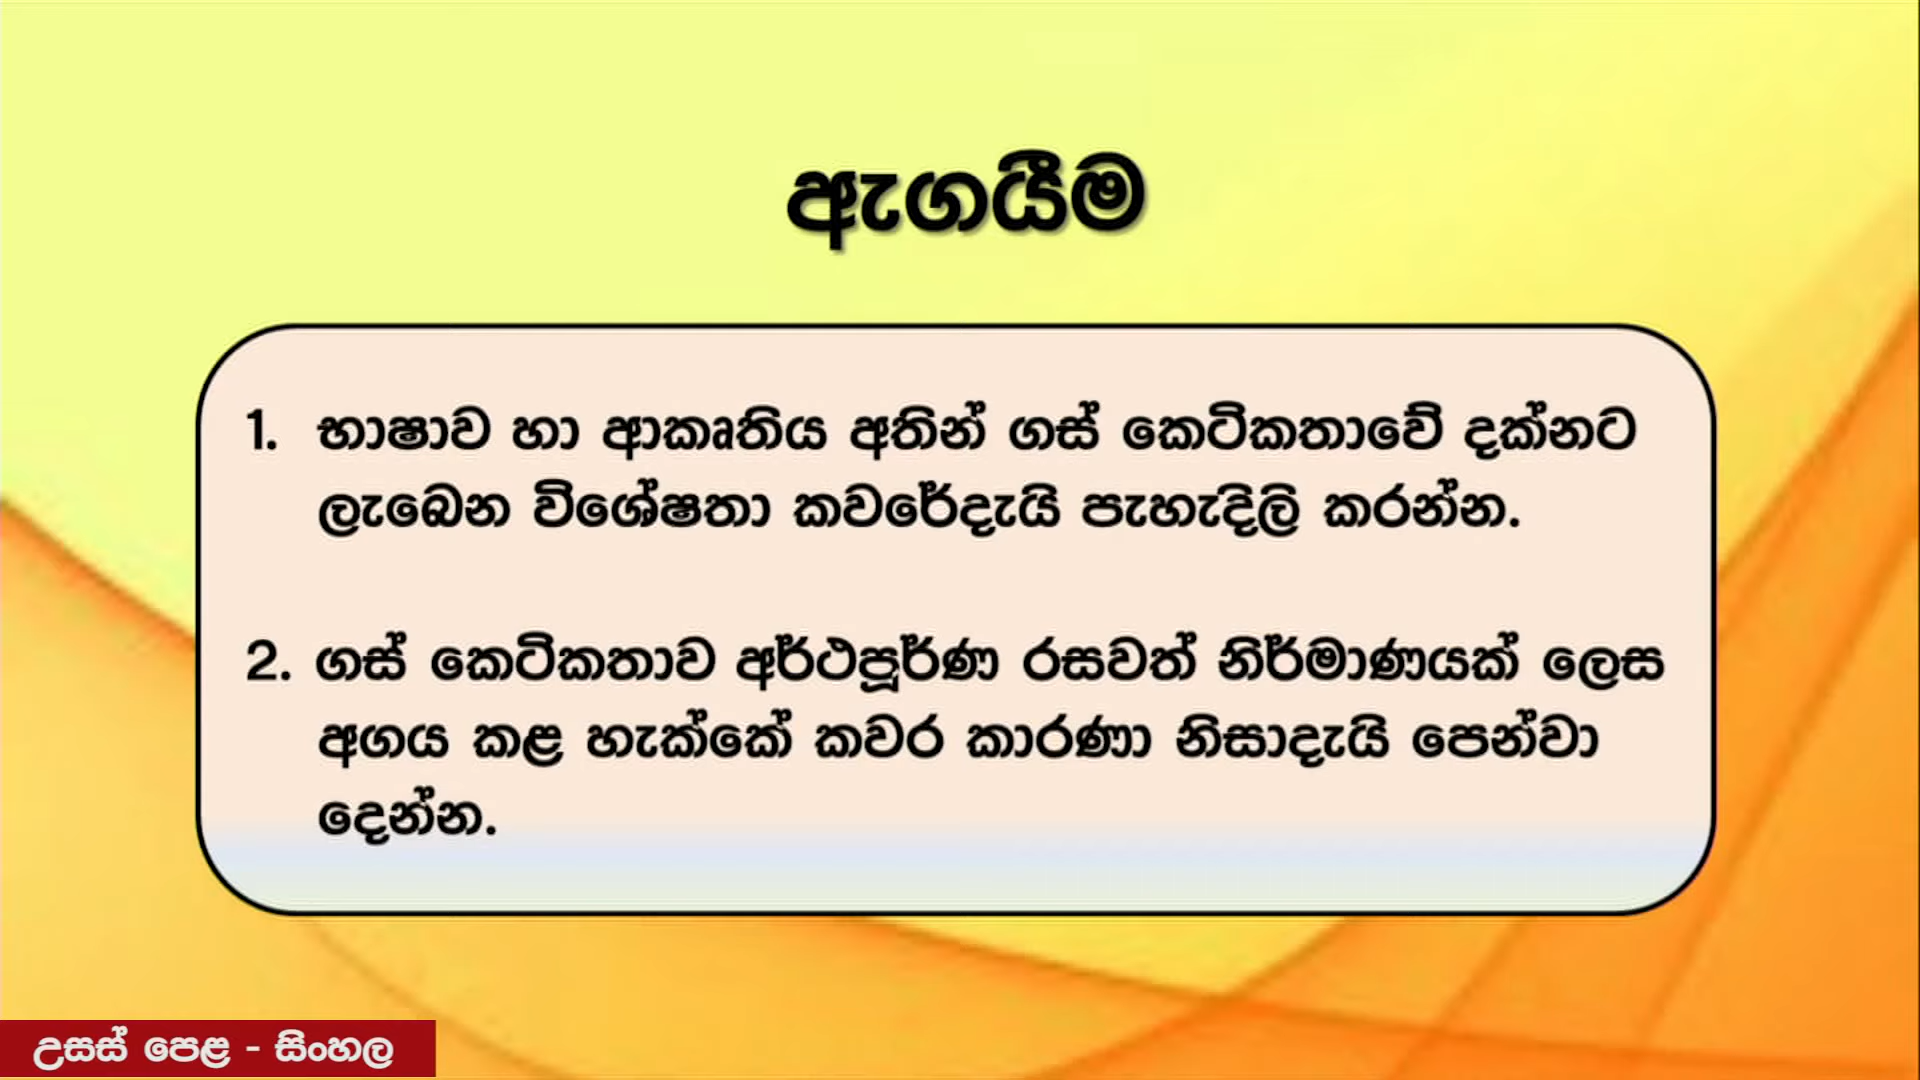 ඇගයීම
1. භාෂාව හා ආකෘතිය අතින් ගස් කෙටිකතාවේ දක්නට
ලැබෙන විශේෂතා කවරේදැයි පැහැදිලි කරන්න.
2. ගස් කෙටිකතාව අර්ථපූර්ණ රසවත් නිර්මාණයක් ලෙස
අගය කළ හැක්කේ කවර කාරණා නිසාදැයි පෙන්වා
දෙන්න.
උසස් පෙළ - සිංහල